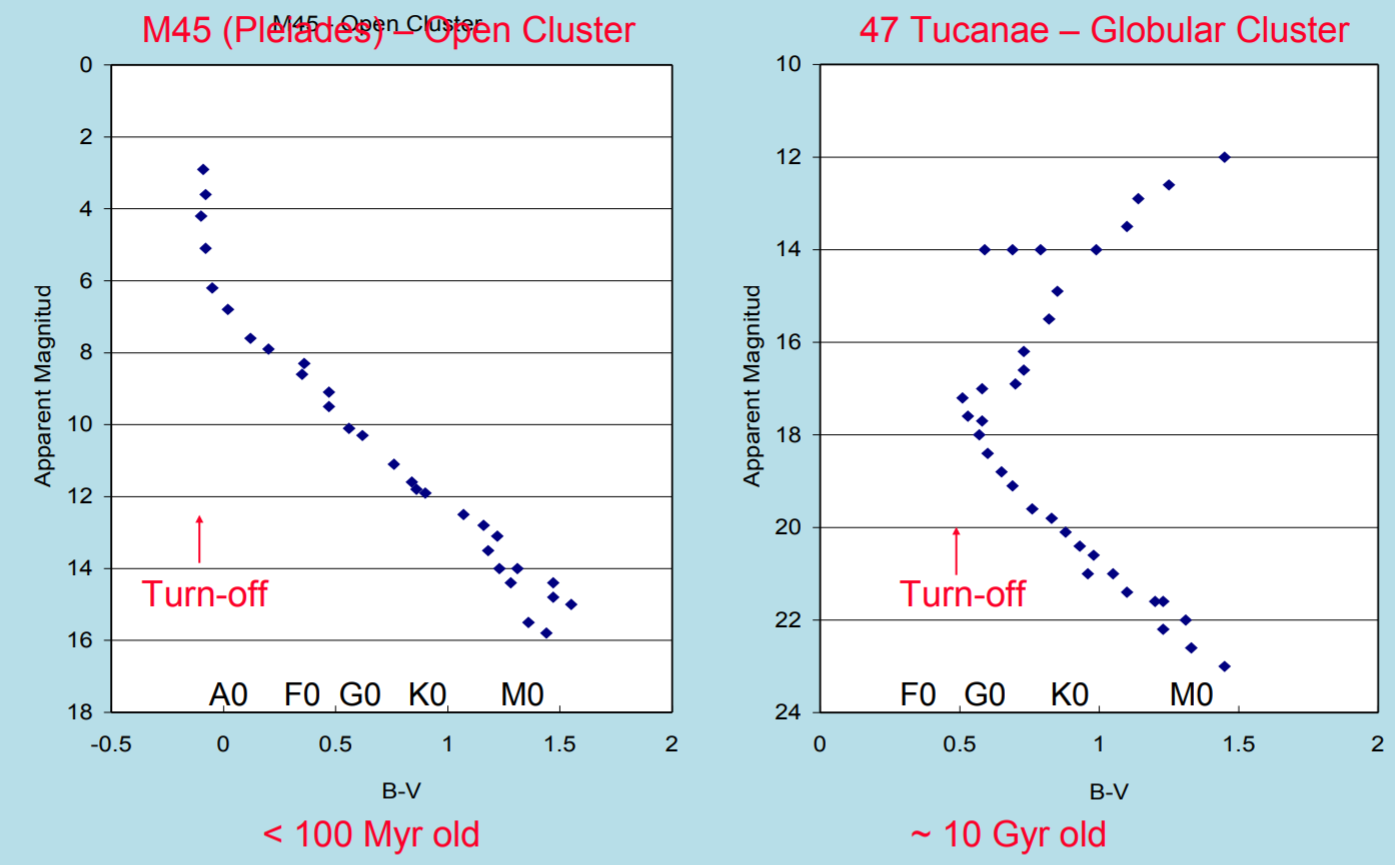 M45 (Pleiades) – Open Cluster
M45 - Open Cluster
0
2
4
6
8
10
12
14
16
18
Apparent Magnitud
Turn-off
A0 F0 G0 K0 M0
-0.5 0 0.5 1 1.5 2
B-V
< 100 Myr old
47 Tucanae – Globular Cluster
10
12
14
16
18
20
22
24
Apparent Magnitud
Turn-off
F0 G0 K0 M0
0 0.5 1 1.5 2
B-V
~ 10 Gyr old